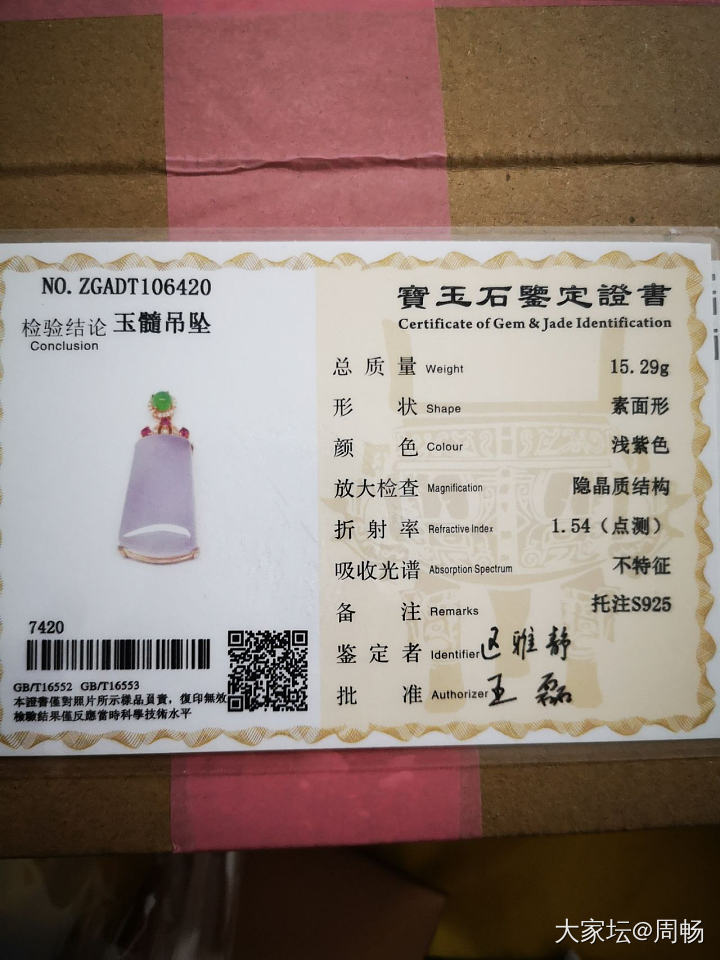 NO. ZGADT106420
检验结论 玉髓吊坠
Conclusion
7420
GB/T16552 GB/T16553
本證書僅對照片所示樣品負責，復印無效
檢驗結果僅反應當時科學技術水平
寶玉石鑒定證書
Certificate of Gem & Jade Identification
总质量 Weight 15.29g
形状 Shape 素面形
颜色 Colour 浅紫色
放大检查 Magnification 隐晶质结构
折射率 Refractive Index 1.54（点测）
吸收光谱 Absorption Spectrum 不特征
备注 Remarks 托注S925
鉴定者 Identifier 区雅静
批准 Authorizer 王磊
大家坛@周畅